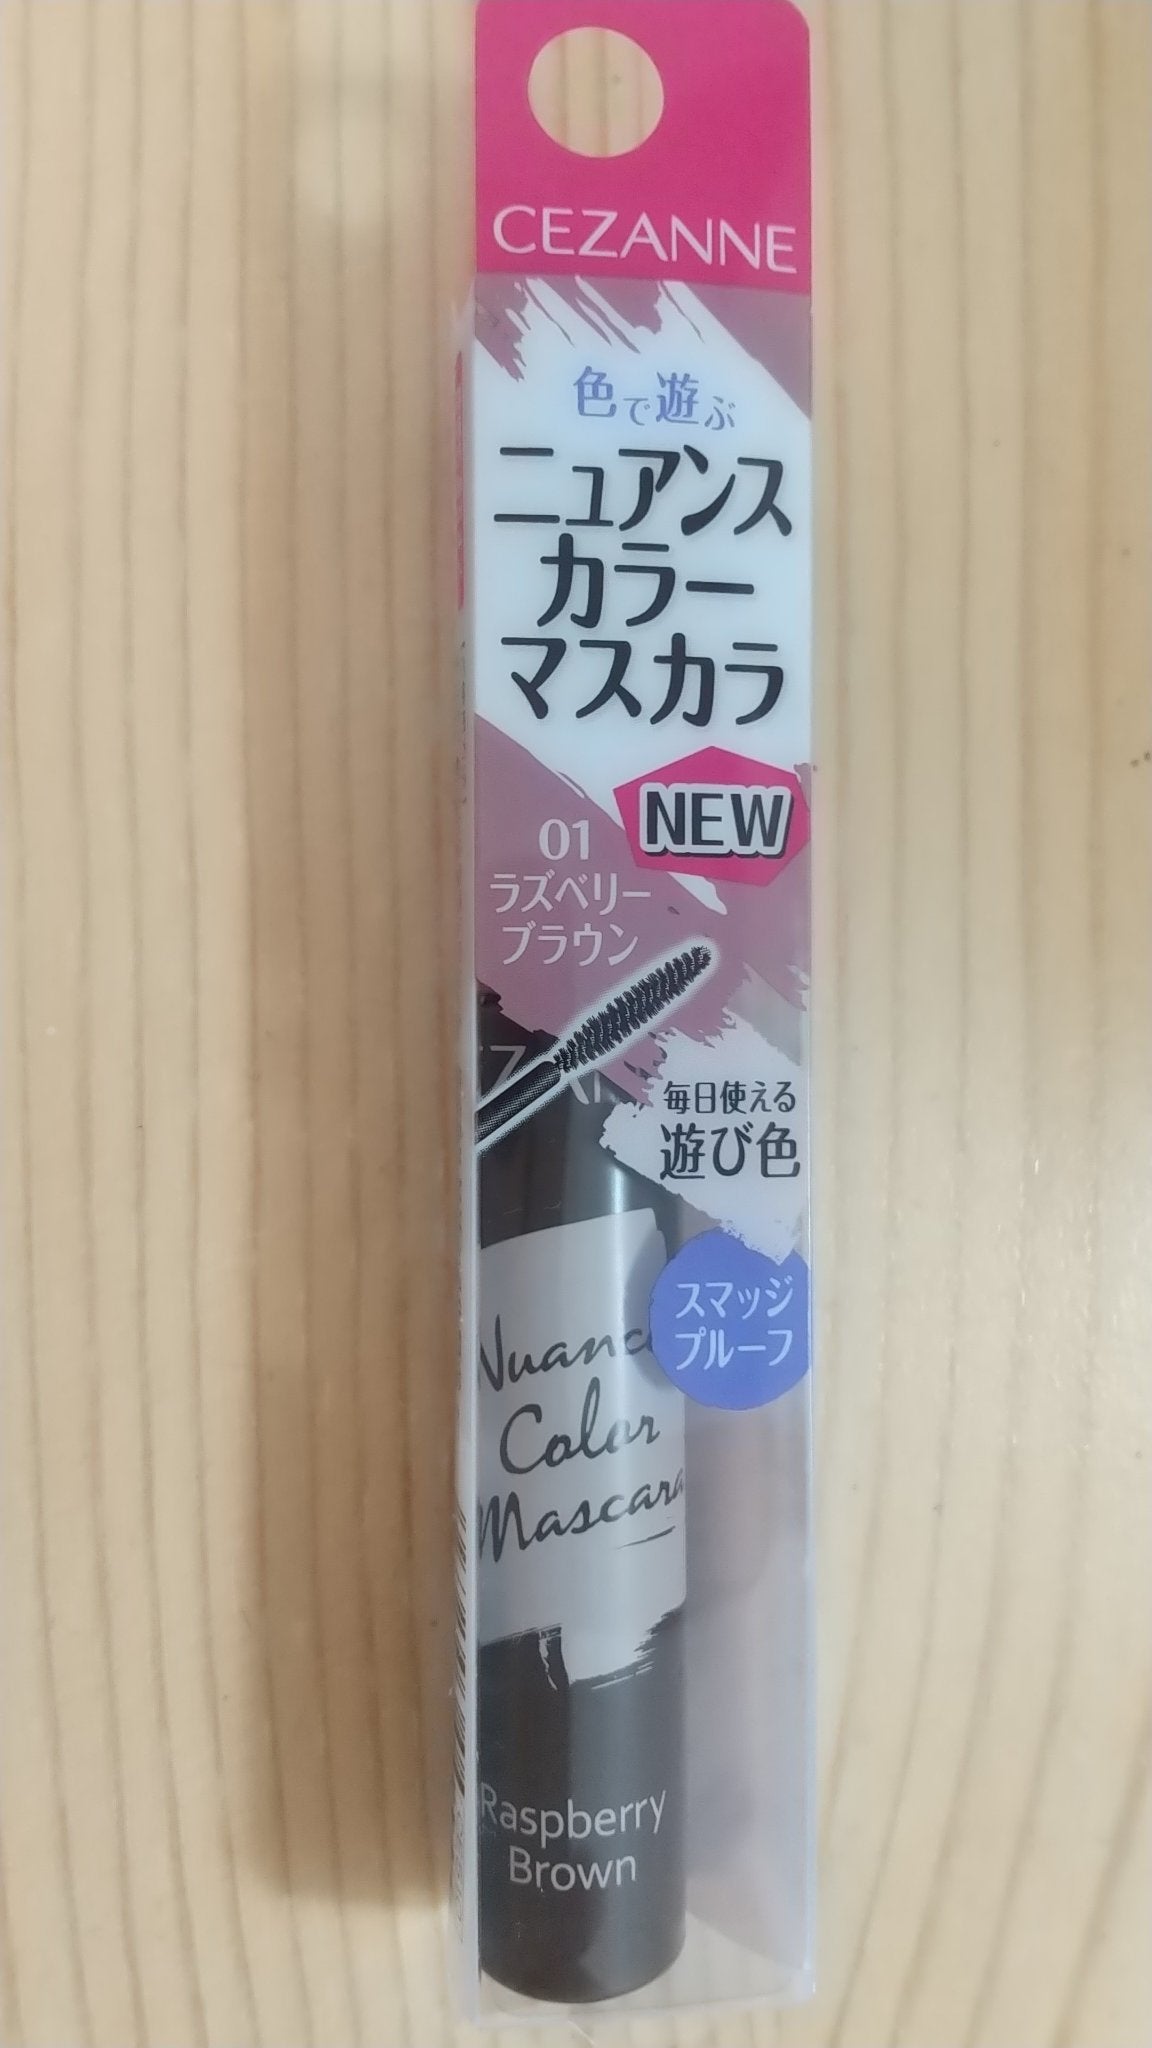 CEZANNE
色で遊ぶ
ニュアンス
カラー
マスカラ
NEW
01
ラズベリー
ブラウン
毎日使える
遊び色
スマッジ
プルーフ
Nuance
Color
Mascara
Raspberry
Brown